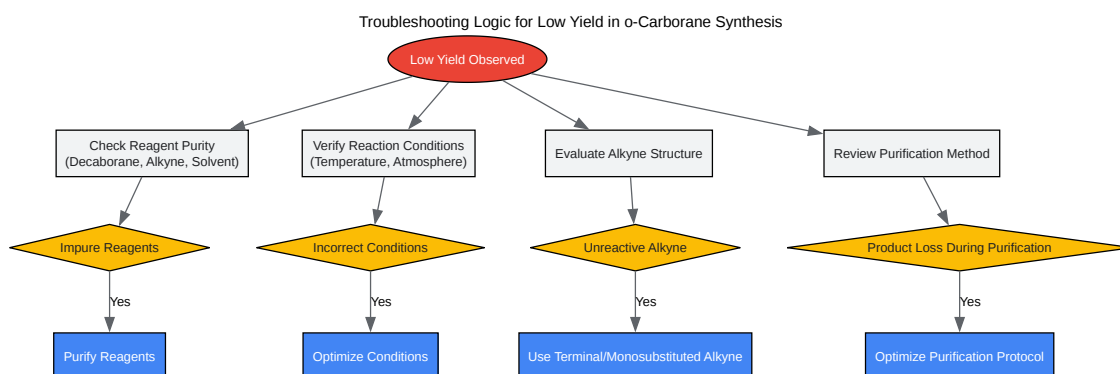 Troubleshooting Logic for Low Yield in o-Carborane Synthesis
Low Yield Observed
Check Reagent Purity
(Decaborane, Alkyne, Solvent)
Verify Reaction Conditions
(Temperature, Atmosphere)
Evaluate Alkyne Structure
Review Purification Method
Impure Reagents
Incorrect Conditions
Unreactive Alkyne
Product Loss During Purification
Yes
Yes
Yes
Yes
Purify Reagents
Optimize Conditions
Use Terminal/Monosubstituted Alkyne
Optimize Purification Protocol